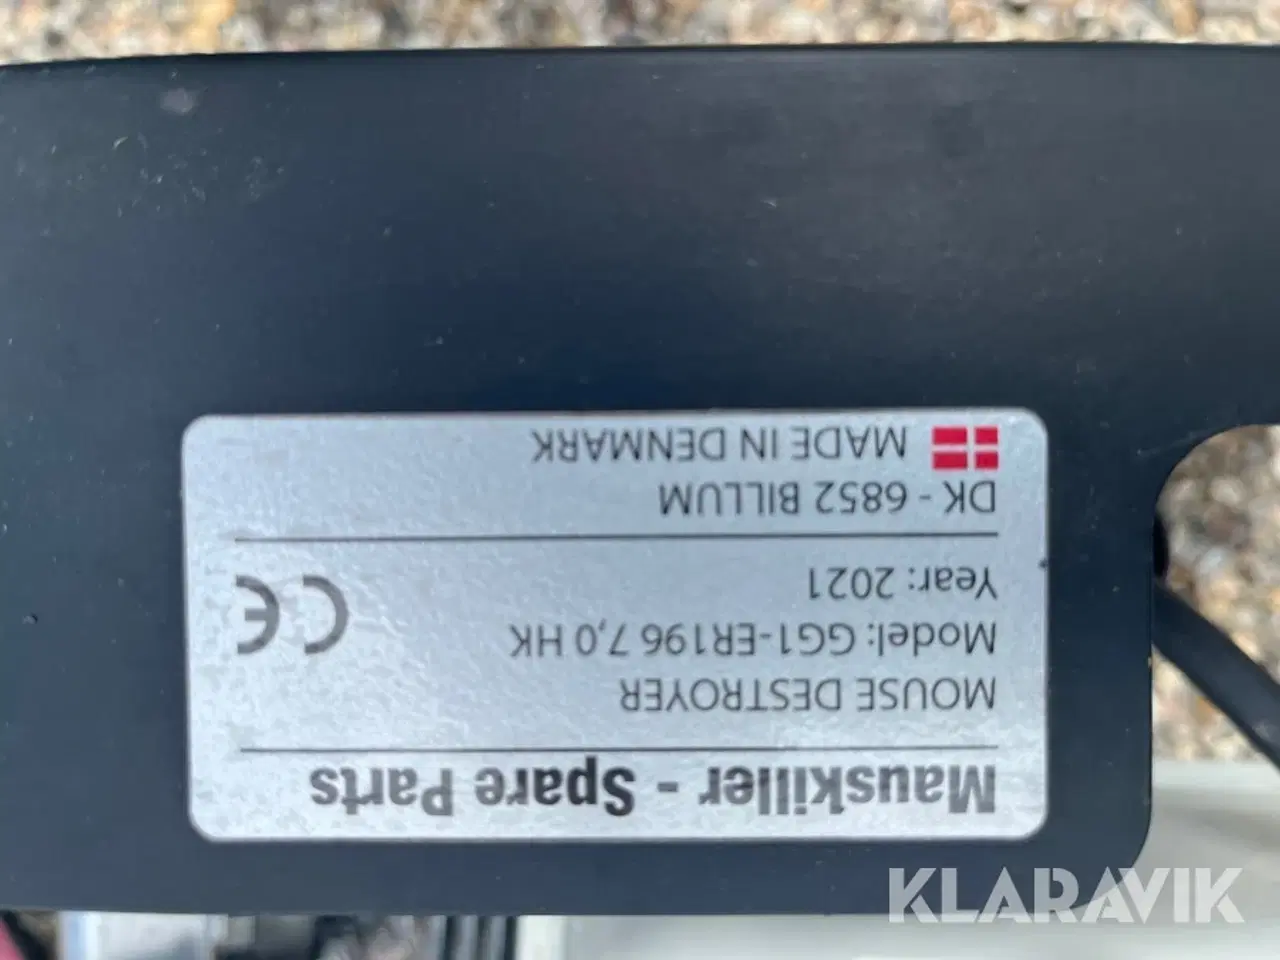 Mauskiller - Spare Parts
MOUSE DESTROYER
Model: GG1-ER196 7,0 HK
Year: 2021
CE
DK - 6852 BILLUM
MADE IN DENMARK
KLARAVIK